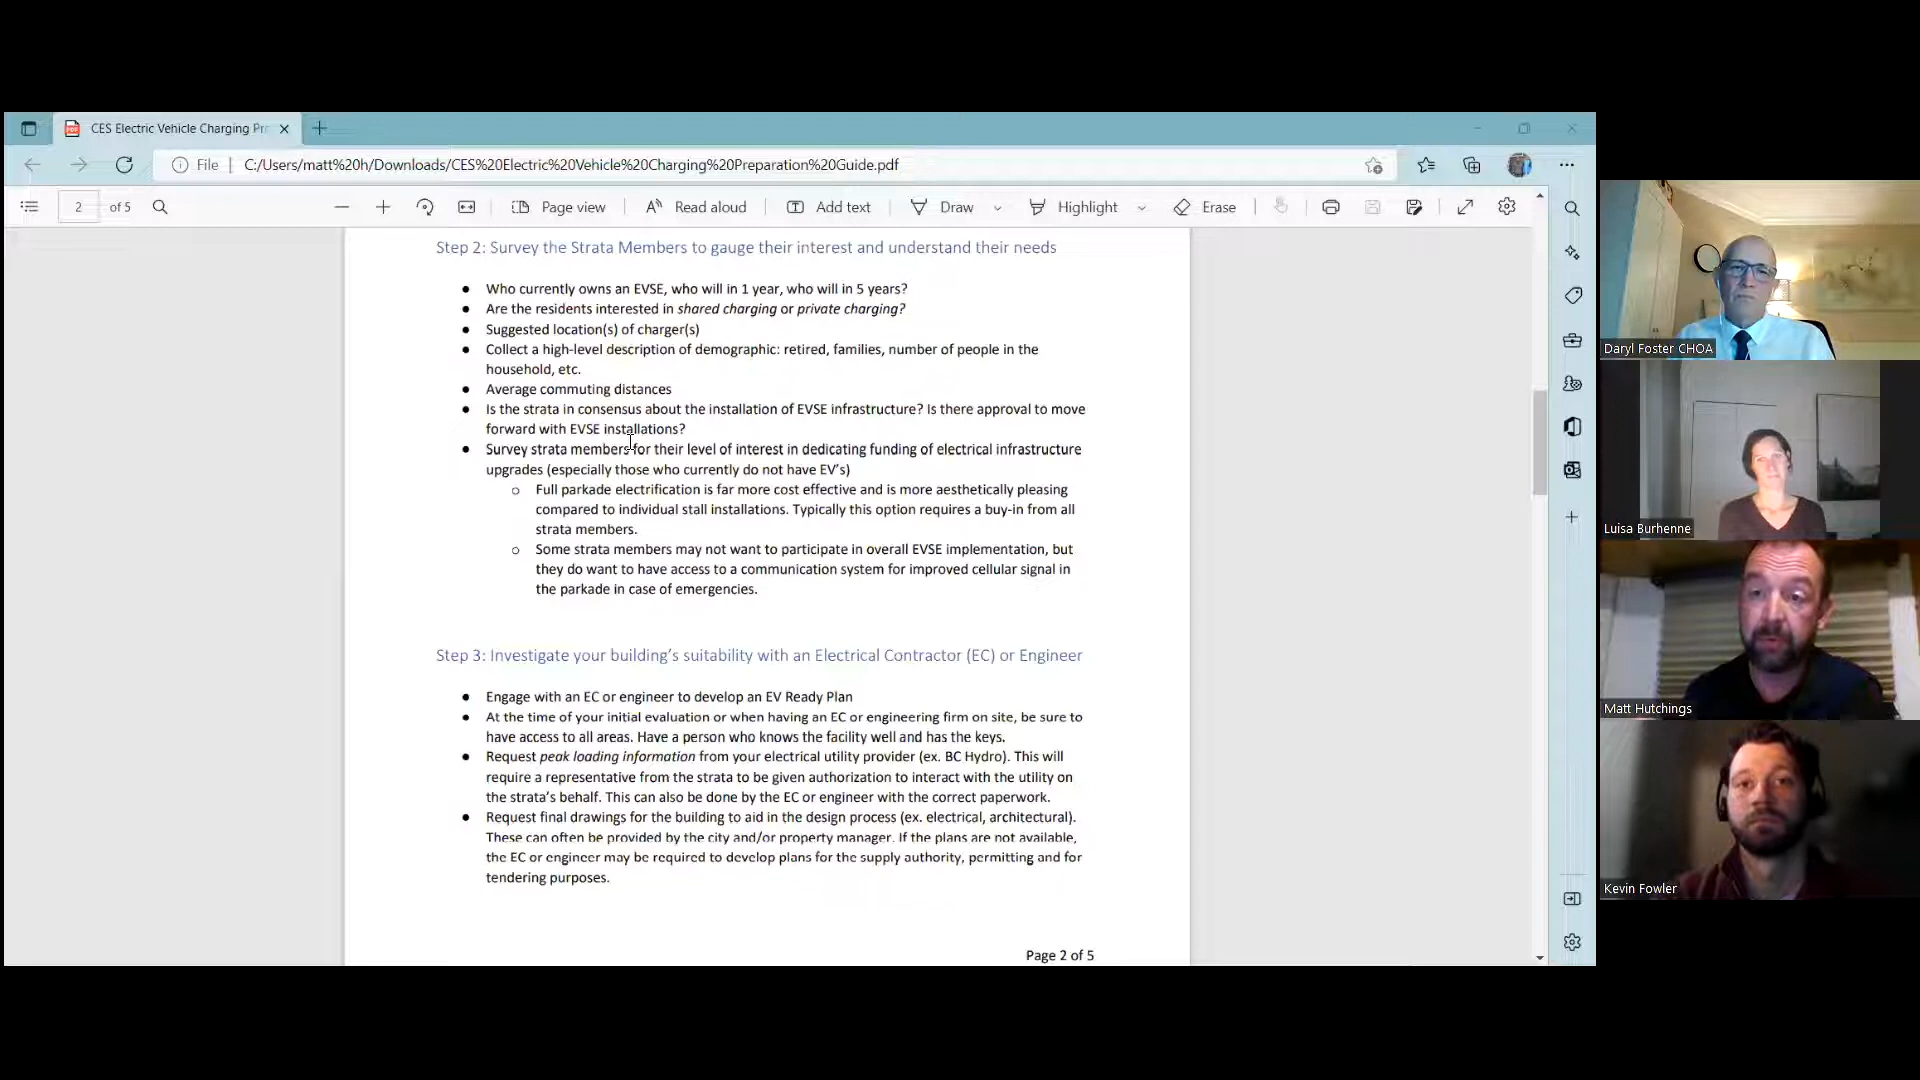 CES Electric Vehicle Charging Pr
File
C:/Users/matt%20h/Downloads/CES%20Electric%20Vehicle%20Charging%20Preparation%20Guide.pdf
2 of 5
Page view
Read aloud
Add text
Draw
Highlight
Erase
Step 2: Survey the Strata Members to gauge their interest and understand their needs
● Who currently owns an EVSE, who will in 1 year, who will in 5 years?
● Are the residents interested in shared charging or private charging?
● Suggested location(s) of charger(s)
● Collect a high-level description of demographic: retired, families, number of people in the
household, etc.
● Average commuting distances
● Is the strata in consensus about the installation of EVSE infrastructure? Is there approval to move
forward with EVSE installations?
● Survey strata members for their level of interest in dedicating funding of electrical infrastructure
upgrades (especially those who currently do not have EV's)
○ Full parkade electrification is far more cost effective and is more aesthetically pleasing
compared to individual stall installations. Typically this option requires a buy-in from all
strata members.
○ Some strata members may not want to participate in overall EVSE implementation, but
they do want to have access to a communication system for improved cellular signal in
the parkade in case of emergencies.
Step 3: Investigate your building's suitability with an Electrical Contractor (EC) or Engineer
● Engage with an EC or engineer to develop an EV Ready Plan
● At the time of your initial evaluation or when having an EC or engineering firm on site, be sure to
have access to all areas. Have a person who knows the facility well and has the keys.
● Request peak loading information from your electrical utility provider (ex. BC Hydro). This will
require a representative from the strata to be given authorization to interact with the utility on
the strata's behalf. This can also be done by the EC or engineer with the correct paperwork.
● Request final drawings for the building to aid in the design process (ex. electrical, architectural).
These can often be provided by the city and/or property manager. If the plans are not available,
the EC or engineer may be required to develop plans for the supply authority, permitting and for
tendering purposes.
Page 2 of 5
Daryl Foster CHOA
Luisa Burhenne
Matt Hutchings
Kevin Fowler